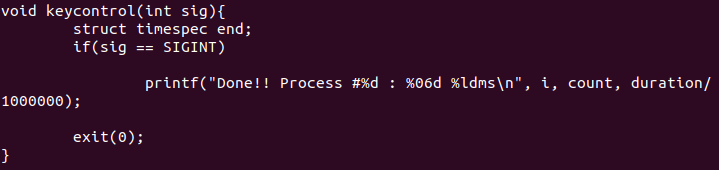 void keycontrol(int sig){
        struct timespec end;
        if(sig == SIGINT)
                printf("Done!! Process #%d : %06d %ldms\n", i, count, duration/
1000000);
        exit(0);
}